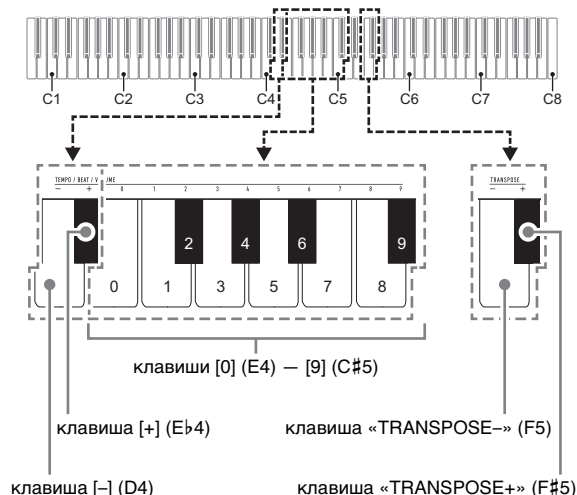 C1 C2 C3 C4 C5 C6 C7 C8
TEMPO / BEAT / V UME TRANSPOSE
− + 0 1 2 3 4 5 6 7 8 9 − +
2 4 6 9
0 1 3 5 7 8
клавиши [0] (E4) — [9] (C♯5)
клавиша [+] (E♭4) клавиша «TRANSPOSE–» (F5)
клавиша [–] (D4) клавиша «TRANSPOSE+» (F♯5)